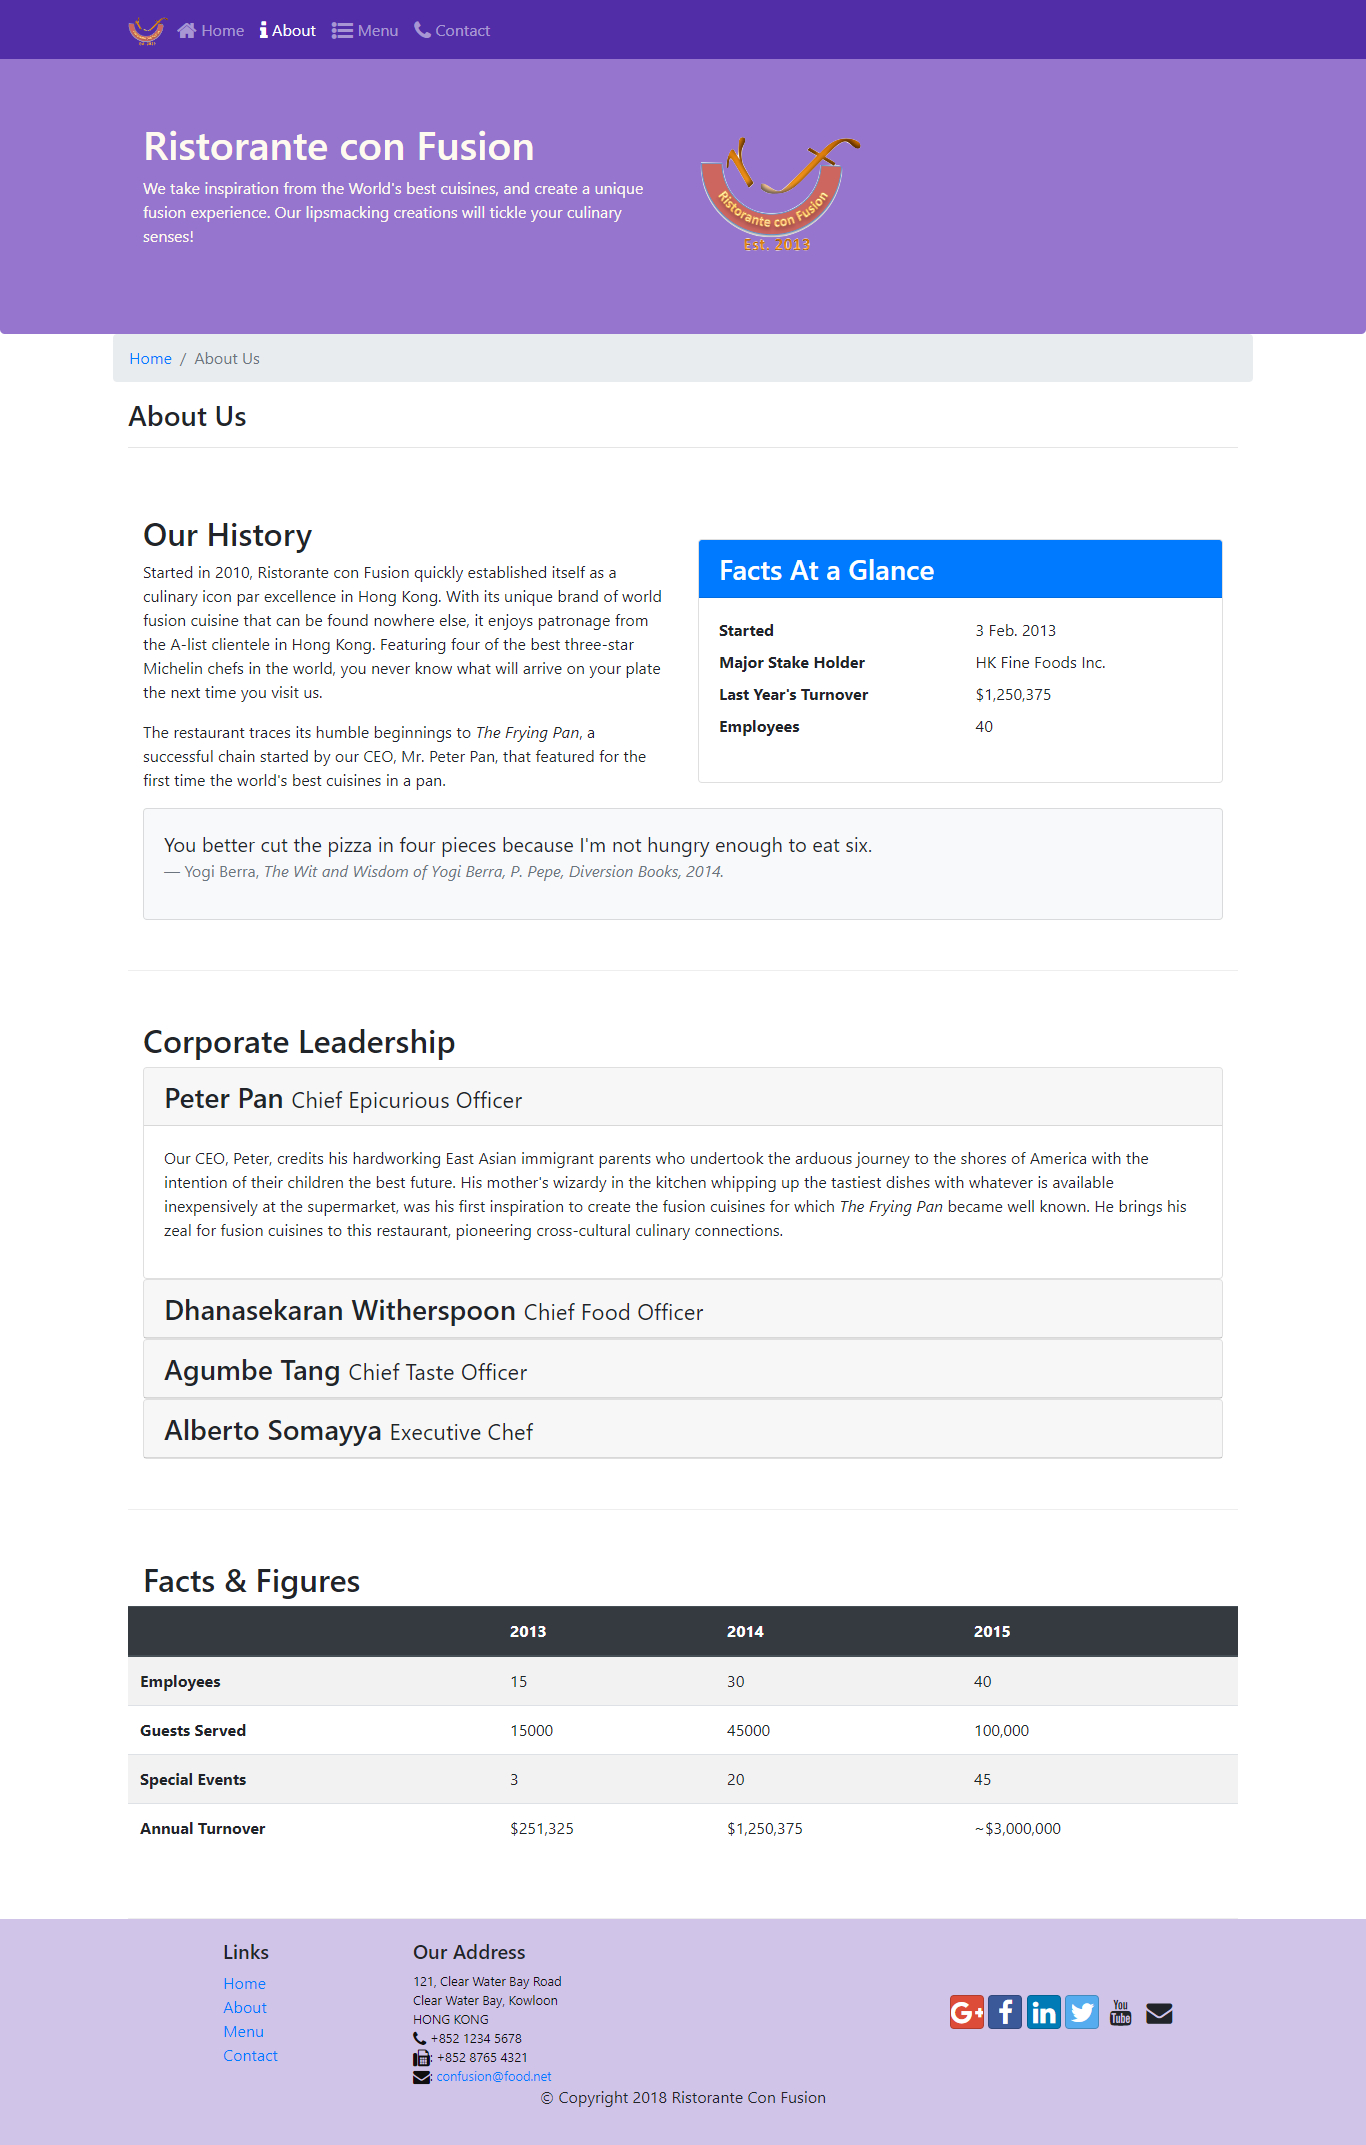 Home About Menu Contact
Ristorante con Fusion
We take inspiration from the World's best cuisines, and create a unique
fusion experience. Our lipsmacking creations will tickle your culinary
senses!
Ristorante con Fusion
Est. 2013
Home / About Us
About Us
Our History
Started in 2010, Ristorante con Fusion quickly established itself as a
culinary icon par excellence in Hong Kong. With its unique brand of world
fusion cuisine that can be found nowhere else, it enjoys patronage from
the A-list clientele in Hong Kong. Featuring four of the best three-star
Michelin chefs in the world, you never know what will arrive on your plate
the next time you visit us.
The restaurant traces its humble beginnings to The Frying Pan, a
successful chain started by our CEO, Mr. Peter Pan, that featured for the
first time the world's best cuisines in a pan.
Facts At a Glance
Started 3 Feb. 2013
Major Stake Holder HK Fine Foods Inc.
Last Year's Turnover $1,250,375
Employees 40
You better cut the pizza in four pieces because I'm not hungry enough to eat six.
— Yogi Berra, The Wit and Wisdom of Yogi Berra, P. Pepe, Diversion Books, 2014.
Corporate Leadership
Peter Pan Chief Epicurious Officer
Our CEO, Peter, credits his hardworking East Asian immigrant parents who undertook the arduous journey to the shores of America with the
intention of their children the best future. His mother's wizardy in the kitchen whipping up the tastiest dishes with whatever is available
inexpensively at the supermarket, was his first inspiration to create the fusion cuisines for which The Frying Pan became well known. He brings his
zeal for fusion cuisines to this restaurant, pioneering cross-cultural culinary connections.
Dhanasekaran Witherspoon Chief Food Officer
Agumbe Tang Chief Taste Officer
Alberto Somayya Executive Chef
Facts & Figures
2013 2014 2015
Employees 15 30 40
Guests Served 15000 45000 100,000
Special Events 3 20 45
Annual Turnover $251,325 $1,250,375 ~$3,000,000
Links
Home
About
Menu
Contact
Our Address
121, Clear Water Bay Road
Clear Water Bay, Kowloon
HONG KONG
+852 1234 5678
: +852 8765 4321
: confusion@food.net
G+ f in You Tube
© Copyright 2018 Ristorante Con Fusion